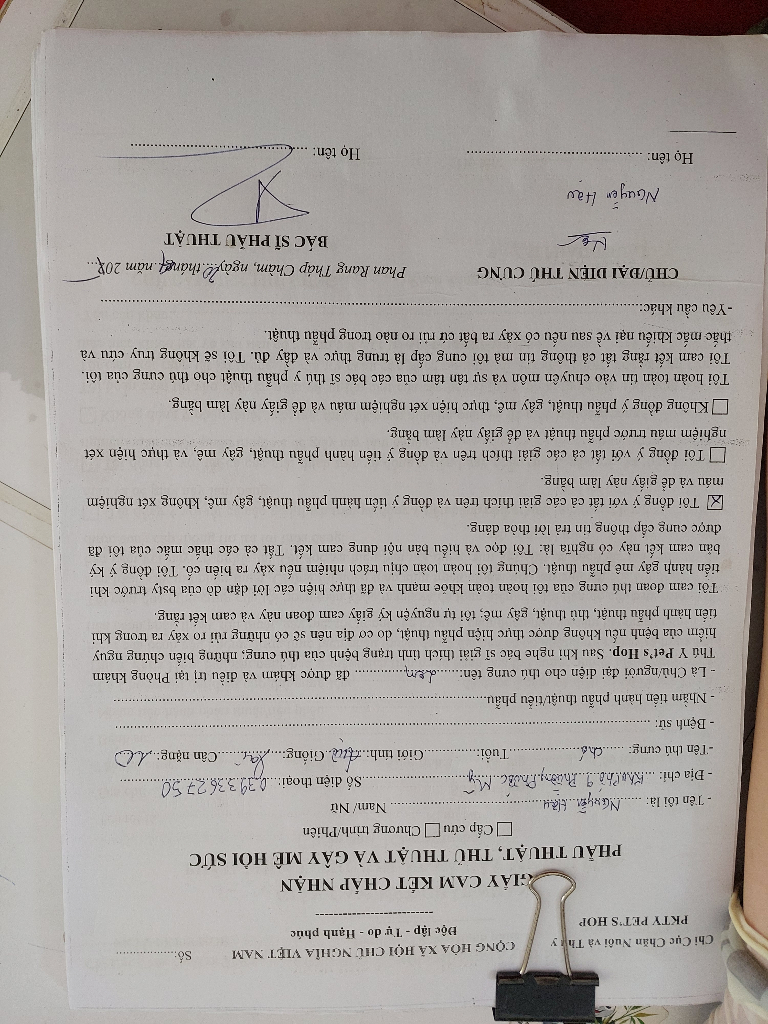 Chi Cục Chăn Nuôi và Thú y CỘNG HÒA XÃ HỘI CHỦ NGHĨA VIỆT NAM Số:....................
PKTY PET'S HOP Độc lập - Tự do - Hạnh phúc
GIẤY CAM KẾT CHẤP NHẬN
PHẪU THUẬT, THỦ THUẬT VÀ GÂY MÊ HỒI SỨC
Cấp cứu Chương trình/Phiên
- Tên tôi là: Nguyễn Hậu Nam/ Nữ
- Địa chỉ: Khu phố 9 Phường Phước Mỹ Số điện thoại: 0393362750
-Tên thú cưng: chó Tuổi: Giới tính: đực Giống: Cân nặng: 10
- Bệnh sử:
- Nhằm tiến hành phẫu thuật/tiểu phẫu
- Là Chủ/người đại diện cho thú cưng tên: đã được khám và điều trị tại Phòng khám
Thú Y Pet's Hop. Sau khi nghe bác sĩ giải thích tình trạng bệnh của thú cưng; những biến chứng nguy
hiểm của bệnh nếu không được thực hiện phẫu thuật, do cơ địa nên sẽ có những rủi ro xảy ra trong khi
tiến hành phẫu thuật, thủ thuật, gây mê; tôi tự nguyện ký giấy cam đoan này và cam kết rằng.
Tôi cam đoan thú cưng của tôi hoàn toàn khỏe mạnh và đã thực hiện các lời dặn dò của bsty trước khi
tiến hành gây mê phẫu thuật. Chúng tôi hoàn toàn chịu trách nhiệm nếu xảy ra biến cố. Tôi đồng ý ký
bản cam kết này có nghĩa là: Tôi đọc và hiểu bản nội dung cam kết. Tất cả các thắc mắc của tôi đã
được cung cấp thông tin trả lời thỏa đáng.
X Tôi đồng ý với tất cả các giải thích trên và đồng ý tiến hành phẫu thuật, gây mê, không xét nghiệm
máu và để giấy này làm bằng.
Tôi đồng ý với tất cả các giải thích trên và đồng ý tiến hành phẫu thuật, gây mê, và thực hiện xét
nghiệm máu trước phẫu thuật và để giấy này làm bằng.
Không đồng ý phẫu thuật, gây mê, thực hiện xét nghiệm máu và để giấy này làm bằng.
Tôi hoàn toàn tin vào chuyên môn và sự tận tâm của các bác sĩ thú y phẫu thuật cho thú cưng của tôi.
Tôi cam kết rằng tất cả thông tin mà tôi cung cấp là trung thực và đầy đủ. Tôi sẽ không truy cứu và
thắc mắc khiếu nại về sau nếu có xảy ra bất cứ rủi ro nào trong phẫu thuật.
-Yêu cầu khác:
Phan Rang Tháp Chàm, ngày 20 tháng năm 202
CHỦ/ĐẠI DIỆN THÚ CƯNG BÁC SĨ PHẪU THUẬT
Nguyễn Hậu
Họ tên: Họ tên: